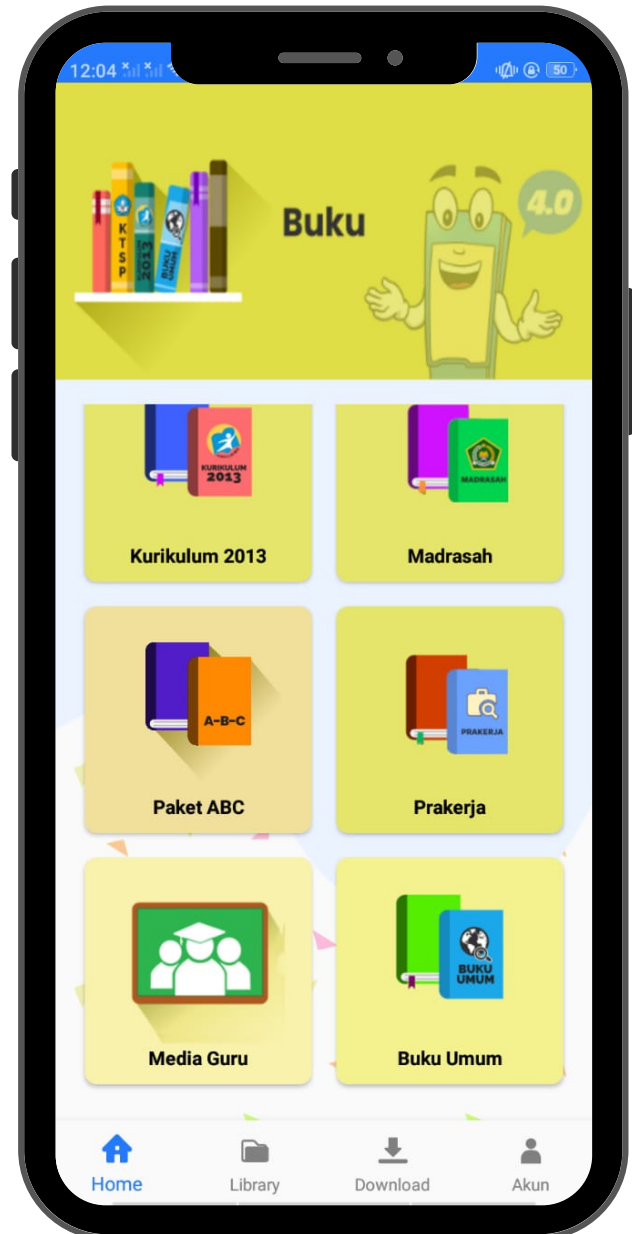 12:04
50
KTSP
2013
BUKU UMUM
Buku
4.0
KURIKULUM
2013
MADRASAH
Kurikulum 2013
Madrasah
A-B-C
PRAKERJA
Paket ABC
Prakerja
BUKU
UMUM
Media Guru
Buku Umum
Home
Library
Download
Akun